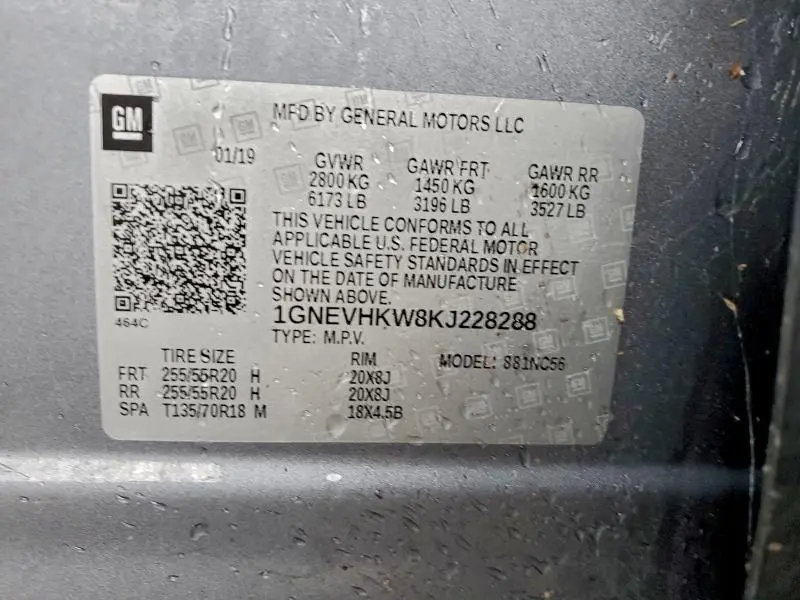 GM
MFD BY GENERAL MOTORS LLC
01/19
GVWR GAWR FRT GAWR RR
2800 KG 1450 KG 1600 KG
6173 LB 3196 LB 3527 LB
THIS VEHICLE CONFORMS TO ALL
APPLICABLE U.S. FEDERAL MOTOR
VEHICLE SAFETY STANDARDS IN EFFECT
ON THE DATE OF MANUFACTURE
SHOWN ABOVE.
464C
1GNEVHKW8KJ228288
TYPE: M.P.V. MODEL: 881NC56
TIRE SIZE RIM
FRT 255/55R20 H 20X8J
RR 255/55R20 H 20X8J
SPA T135/70R18 M 18X4.5B